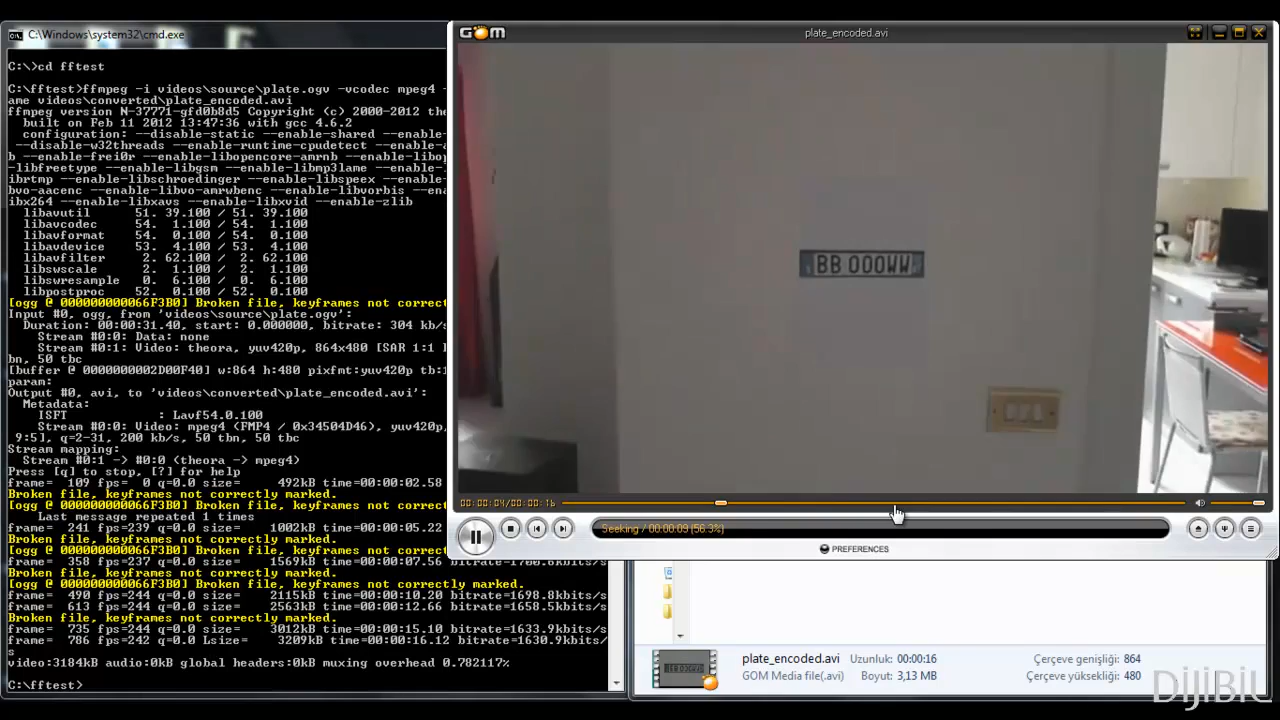 C:\Windows\system32\cmd.exe
C:\>cd fftest
C:\fftest>ffmpeg -i videos\source\plate.ogv -vcodec mpeg4 -
ame videos\converted\plate_encoded.avi
ffmpeg version N-37771-gfd0b8d5 Copyright (c) 2000-2012 the
built on Feb 11 2012 13:47:36 with gcc 4.6.2
configuration: --disable-static --enable-shared --enable-
--disable-w32threads --enable-runtime-cpudetect --enable-a
b --enable-frei0r --enable-libopencore-amrnb --enable-libop
-libfreetype --enable-libgsm --enable-libmp3lame --enable-l
ibrtmp --enable-libschroedinger --enable-libspeex --enable-
bvo-aacenc --enable-libvo-amrwbenc --enable-libvorbis --en
ibx264 --enable-libxavs --enable-libxvid --enable-zlib
libavutil 51. 39.100 / 51. 39.100
libavcodec 54. 1.100 / 54. 1.100
libavformat 54. 0.100 / 54. 0.100
libavdevice 53. 4.100 / 53. 4.100
libavfilter 2. 62.100 / 2. 62.100
libswscale 2. 1.100 / 2. 1.100
libswresample 0. 6.100 / 0. 6.100
libpostproc 52. 0.100 / 52. 0.100
[ogg @ 000000000066F3B0] Broken file, keyframes not correct
Input #0, ogg, from 'videos\source\plate.ogv':
Duration: 00:00:31.40, start: 0.000000, bitrate: 304 kb/s
Stream #0:0: Data: none
Stream #0:1: Video: theora, yuv420p, 864x480 [SAR 1:1
bn, 50 tbc
[buffer @ 0000000002D00F40] w:864 h:480 pixfmt:yuv420p tb:1
param:
Output #0, avi, to 'videos\converted\plate_encoded.avi':
Metadata:
ISFT : Lavf54.0.100
Stream #0:0: Video: mpeg4 (FMP4 / 0x34504D46), yuv420p,
9:5], q=2-31, 200 kb/s, 50 tbn, 50 tbc
Stream mapping:
Stream #0:1 -> #0:0 (theora -> mpeg4)
Press [q] to stop, [?] for help
frame= 109 fps= 0 q=0.0 size= 492kB time=00:00:02.58
Broken file, keyframes not correctly marked.
[ogg @ 000000000066F3B0] Broken file, keyframes not correct
Last message repeated 1 times
frame= 241 fps=239 q=0.0 size= 1002kB time=00:00:05.22
[ogg @ 000000000066F3B0] Broken file, keyframes not correct
frame= 358 fps=237 q=0.0 size= 1569kB time=00:00:07.56 bitrate=1700.6kbits/s
Broken file, keyframes not correctly marked.
[ogg @ 000000000066F3B0] Broken file, keyframes not correctly marked.
frame= 490 fps=244 q=0.0 size= 2115kB time=00:00:10.20 bitrate=1698.8kbits/s
frame= 613 fps=244 q=0.0 size= 2563kB time=00:00:12.66 bitrate=1658.5kbits/s
Broken file, keyframes not correctly marked.
frame= 735 fps=244 q=0.0 size= 3012kB time=00:00:15.10 bitrate=1633.9kbits/s
frame= 786 fps=242 q=0.0 Lsize= 3209kB time=00:00:16.12 bitrate=1630.9kbits/
s
video:3184kB audio:0kB global headers:0kB muxing overhead 0.782117%
C:\fftest>
GOM
plate_encoded.avi
BB 000WW
00:00:04/00:00:16
Seeking / 00:00:09 (56.3%)
PREFERENCES
plate_encoded.avi Uzunluk: 00:00:16 Çerçeve genişliği: 864
GOM Media file(.avi) Boyut: 3,13 MB Çerçeve yüksekliği: 480
DijiBiL